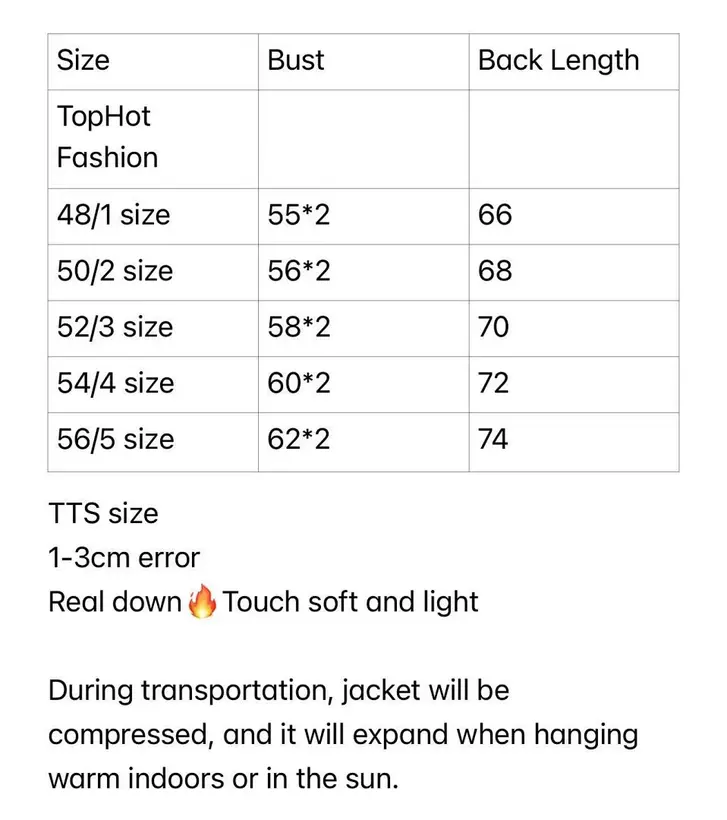 Size Bust Back Length
TopHot
Fashion
48/1 size 55*2 66
50/2 size 56*2 68
52/3 size 58*2 70
54/4 size 60*2 72
56/5 size 62*2 74
TTS size
1-3cm error
Real down🔥Touch soft and light
During transportation, jacket will be
compressed, and it will expand when hanging
warm indoors or in the sun.